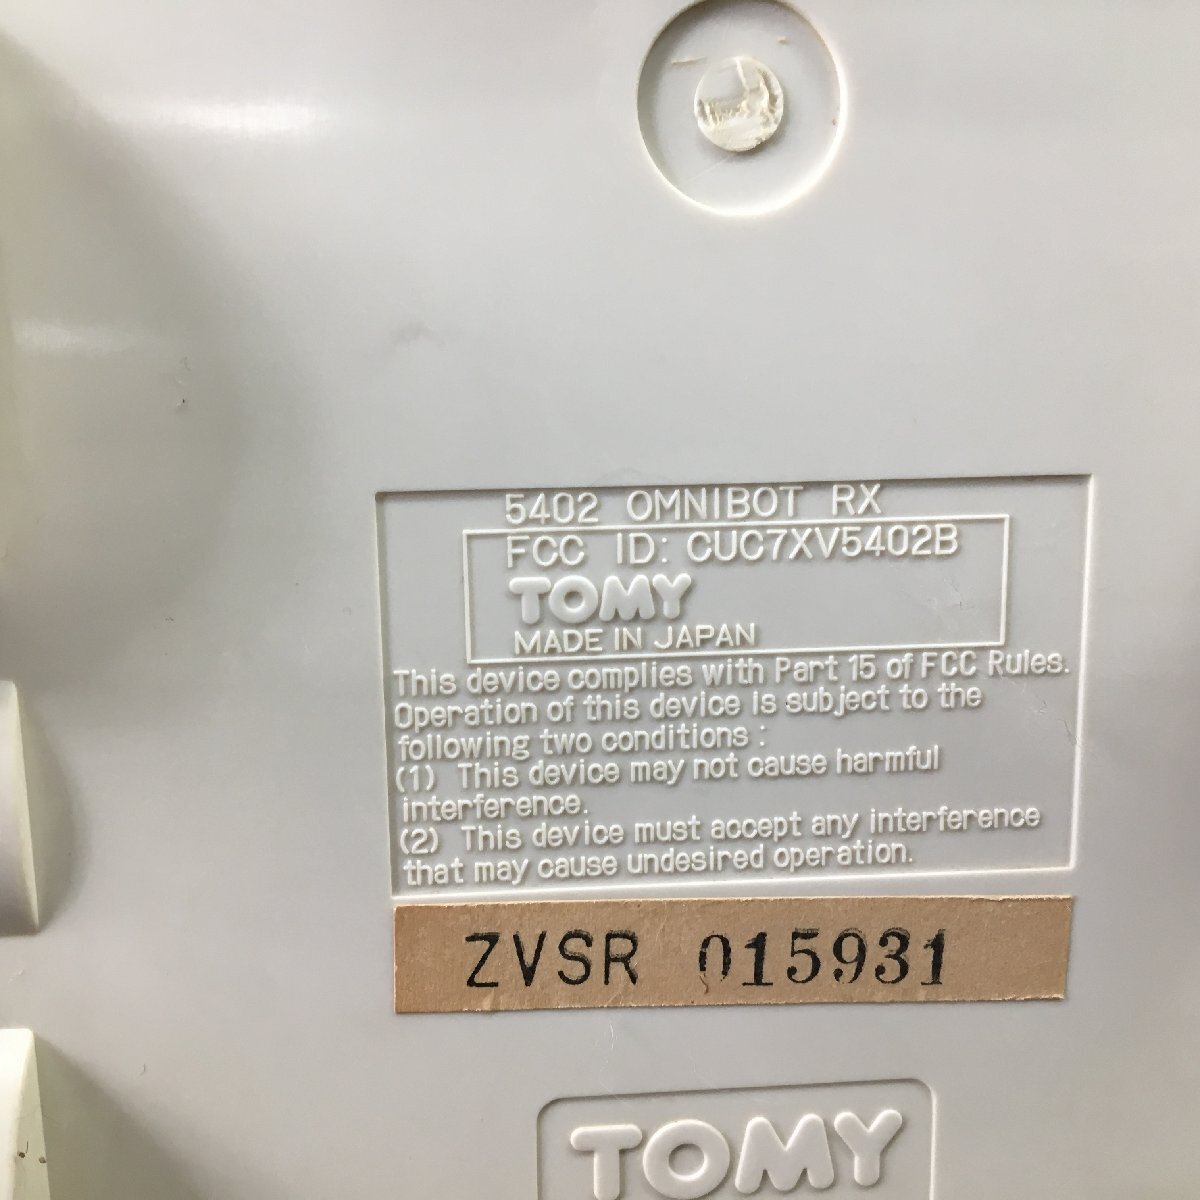 5402 OMNIBOT RX
FCC ID: CUC7XV5402B
TOMY
MADE IN JAPAN
This device complies with Part 15 of FCC Rules.
Operation of this device is subject to the
following two conditions :
(1) This device may not cause harmful
interference.
(2) This device must accept any interference
that may cause undesired operation.
ZVSR 015931
TOMY